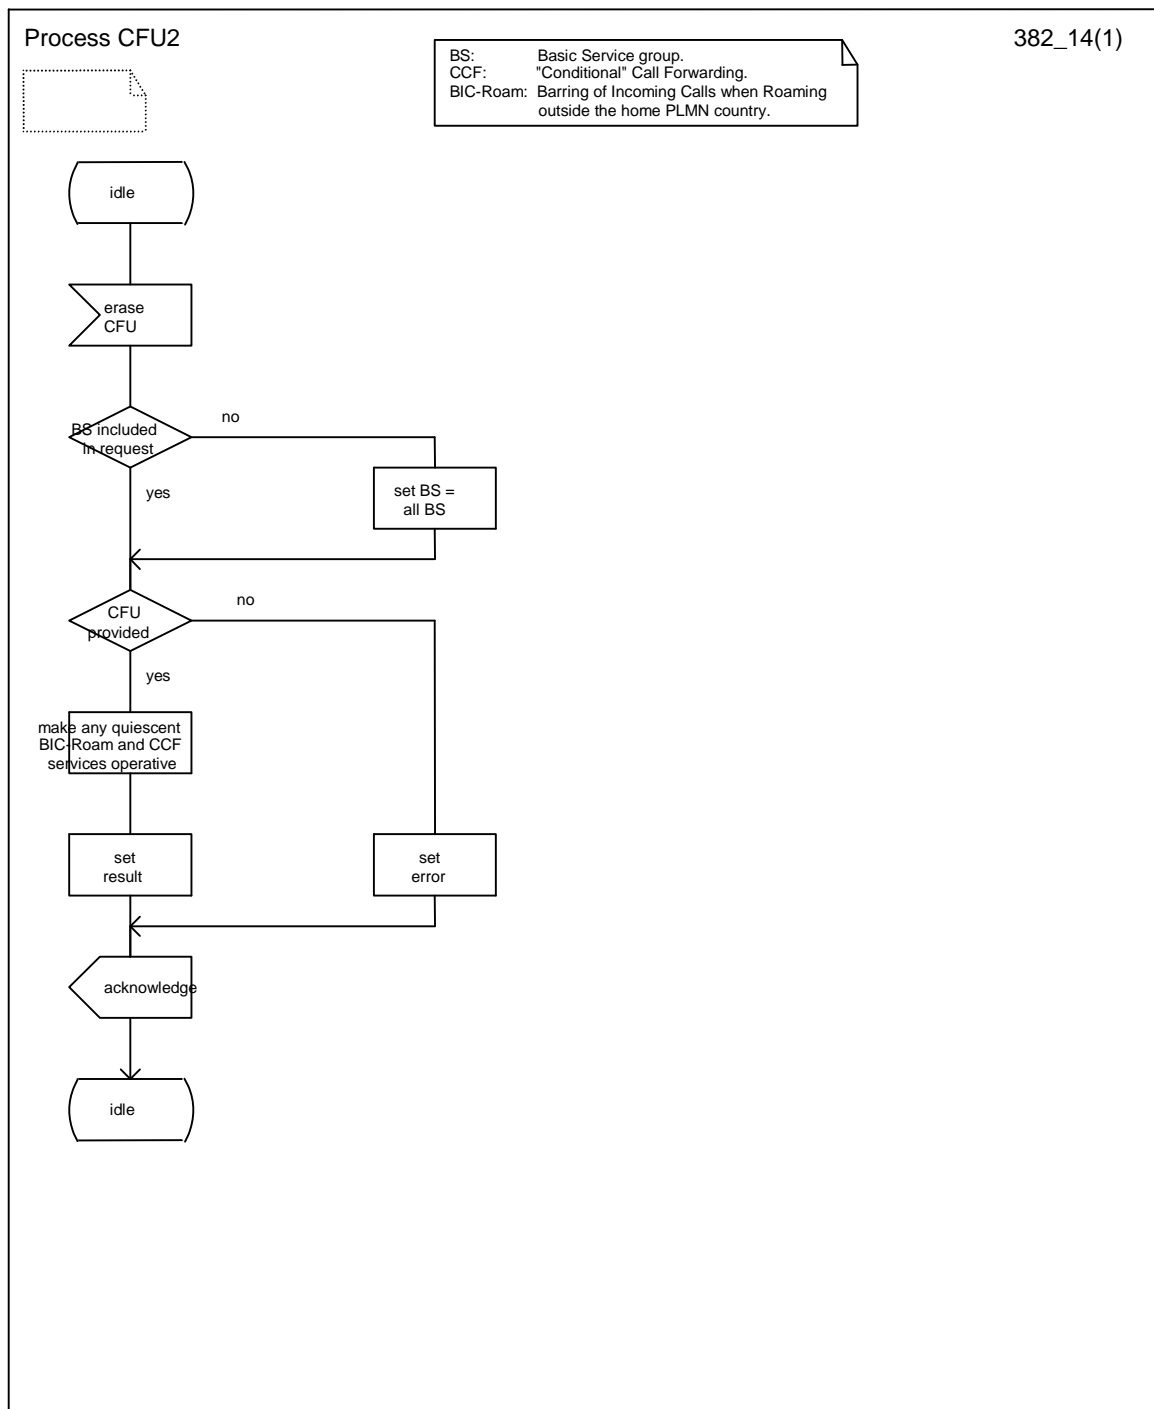 Process CFU2
382_14(1)
BS: Basic Service group.
CCF: "Conditional" Call Forwarding.
BIC-Roam: Barring of Incoming Calls when Roaming
outside the home PLMN country.
idle
erase
CFU
BS included
in request
no
yes
set BS =
all BS
CFU
provided
no
yes
make any quiescent
BIC-Roam and CCF
services operative
set
result
set
error
acknowledge
idle